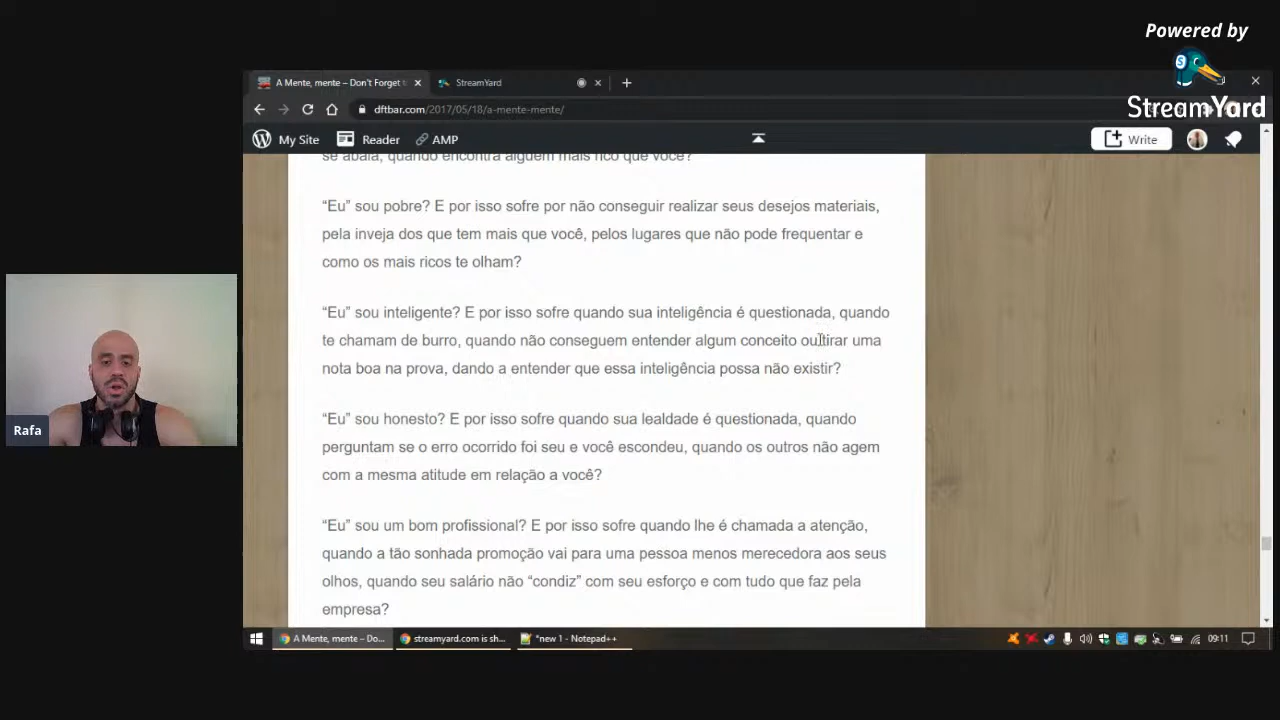 Powered by
StreamYard
A Mente, mente – Don't Forget
StreamYard
dftbar.com/2017/05/18/a-mente-mente/
My Site
Reader
AMP
Write
se abala, quando encontra alguém mais rico que você?
“Eu” sou pobre? E por isso sofre por não conseguir realizar seus desejos materiais,
pela inveja dos que tem mais que você, pelos lugares que não pode frequentar e
como os mais ricos te olham?
“Eu” sou inteligente? E por isso sofre quando sua inteligência é questionada, quando
te chamam de burro, quando não conseguem entender algum conceito ou tirar uma
nota boa na prova, dando a entender que essa inteligência possa não existir?
“Eu” sou honesto? E por isso sofre quando sua lealdade é questionada, quando
perguntam se o erro ocorrido foi seu e você escondeu, quando os outros não agem
com a mesma atitude em relação a você?
“Eu” sou um bom profissional? E por isso sofre quando lhe é chamada a atenção,
quando a tão sonhada promoção vai para uma pessoa menos merecedora aos seus
olhos, quando seu salário não “condiz” com seu esforço e com tudo que faz pela
empresa?
Rafa
A Mente, mente – Do...
streamyard.com is sh...
*new 1 - Notepad++
09:11